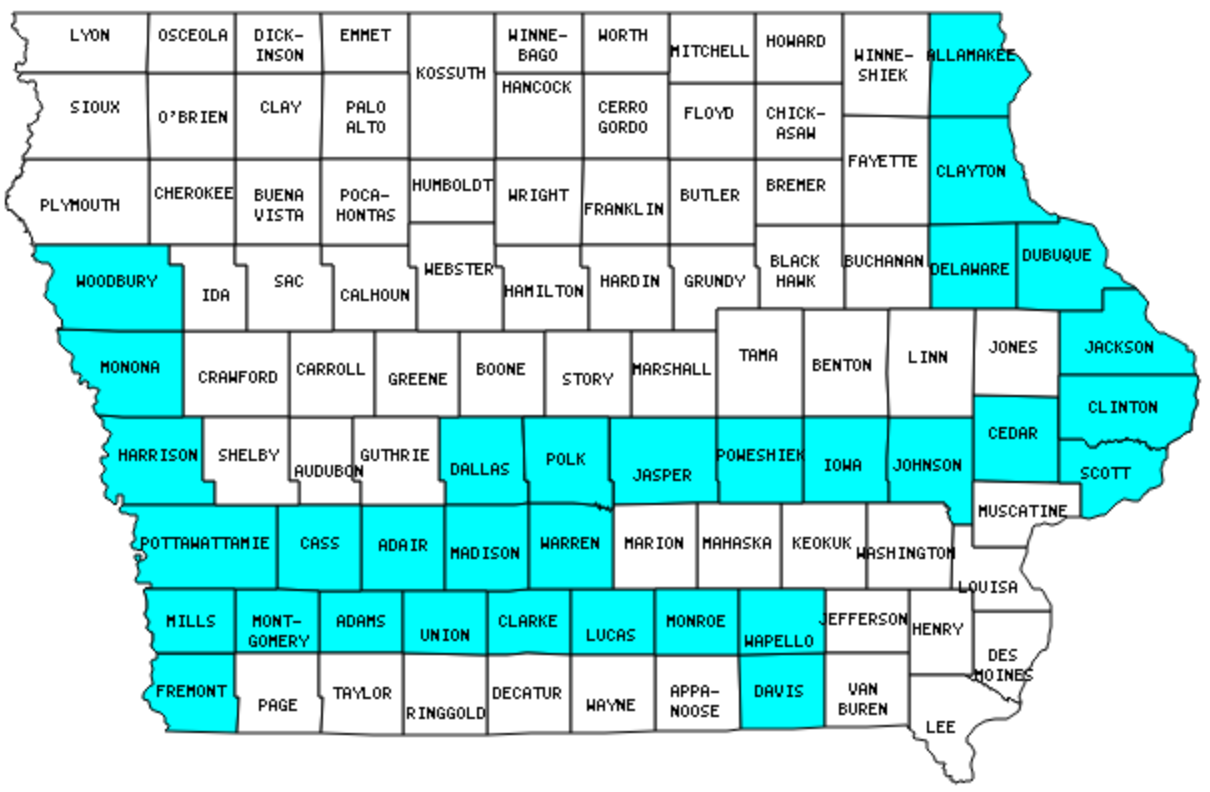 LYON
OSCEOLA
DICK-
INSON
EMMET
KOSSUTH
WINNE-
BAGO
WORTH
MITCHELL
HOWARD
WINNE-
SHIEK
ALLAMAKEE
SIOUX
O'BRIEN
CLAY
PALO
ALTO
HANCOCK
CERRO
GORDO
FLOYD
CHICK-
ASAW
FAYETTE
CLAYTON
PLYMOUTH
CHEROKEE
BUENA
VISTA
POCA-
HONTAS
HUMBOLDT
WRIGHT
FRANKLIN
BUTLER
BREMER
WOODBURY
IDA
SAC
CALHOUN
WEBSTER
HAMILTON
HARDIN
GRUNDY
BLACK
HAWK
BUCHANAN
DELAWARE
DUBUQUE
MONONA
CRAWFORD
CARROLL
GREENE
BOONE
STORY
MARSHALL
TAMA
BENTON
LINN
JONES
JACKSON
CLINTON
HARRISON
SHELBY
AUDUBON
GUTHRIE
DALLAS
POLK
JASPER
POWESHIEK
IOWA
JOHNSON
CEDAR
SCOTT
MUSCATINE
POTTAWATTAMIE
CASS
ADAIR
MADISON
WARREN
MARION
MAHASKA
KEOKUK
WASHINGTON
LOUISA
MILLS
MONT-
GOMERY
ADAMS
UNION
CLARKE
LUCAS
MONROE
WAPELLO
JEFFERSON
HENRY
DES
MOINES
FREMONT
PAGE
TAYLOR
RINGGOLD
DECATUR
WAYNE
APPA-
NOOSE
DAVIS
VAN
BUREN
LEE